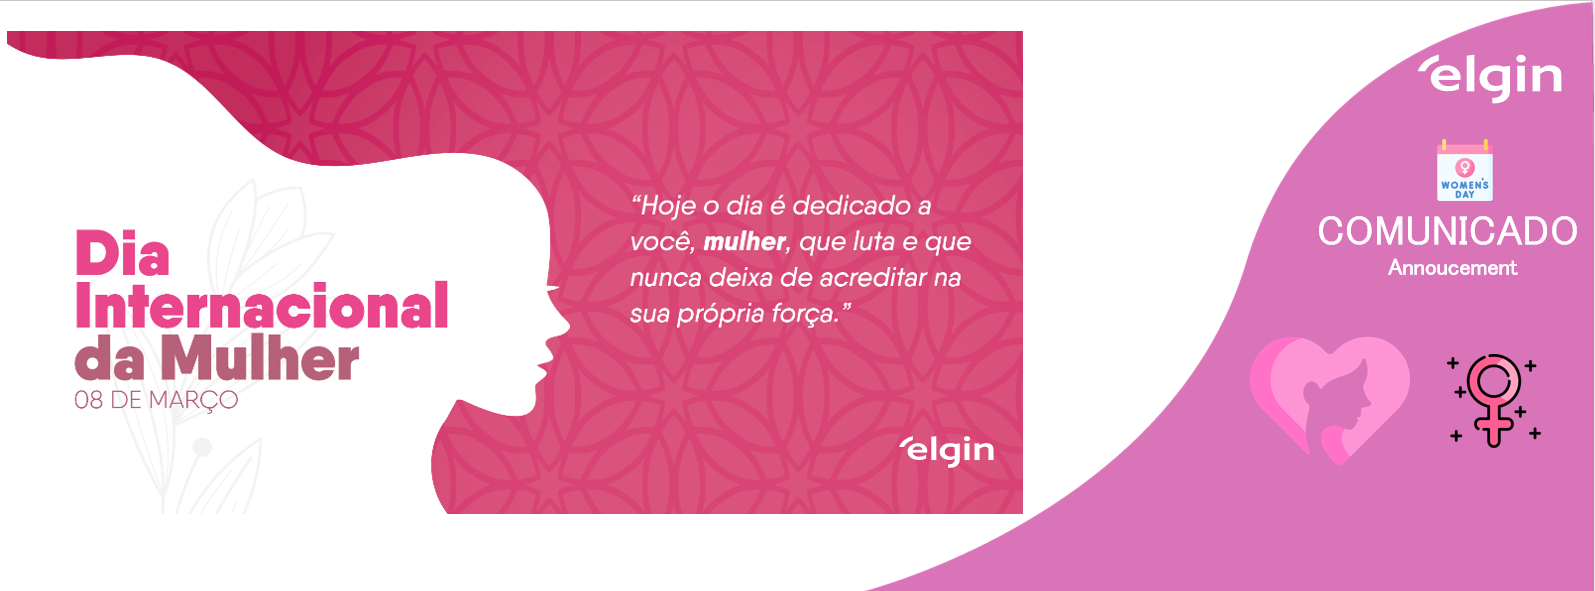 Dia
Internacional
da Mulher
08 DE MARÇO
“Hoje o dia é dedicado a
você, mulher, que luta e que
nunca deixa de acreditar na
sua própria força.”
elgin
elgin
WOMEN'S
DAY
COMUNICADO
Annoucement